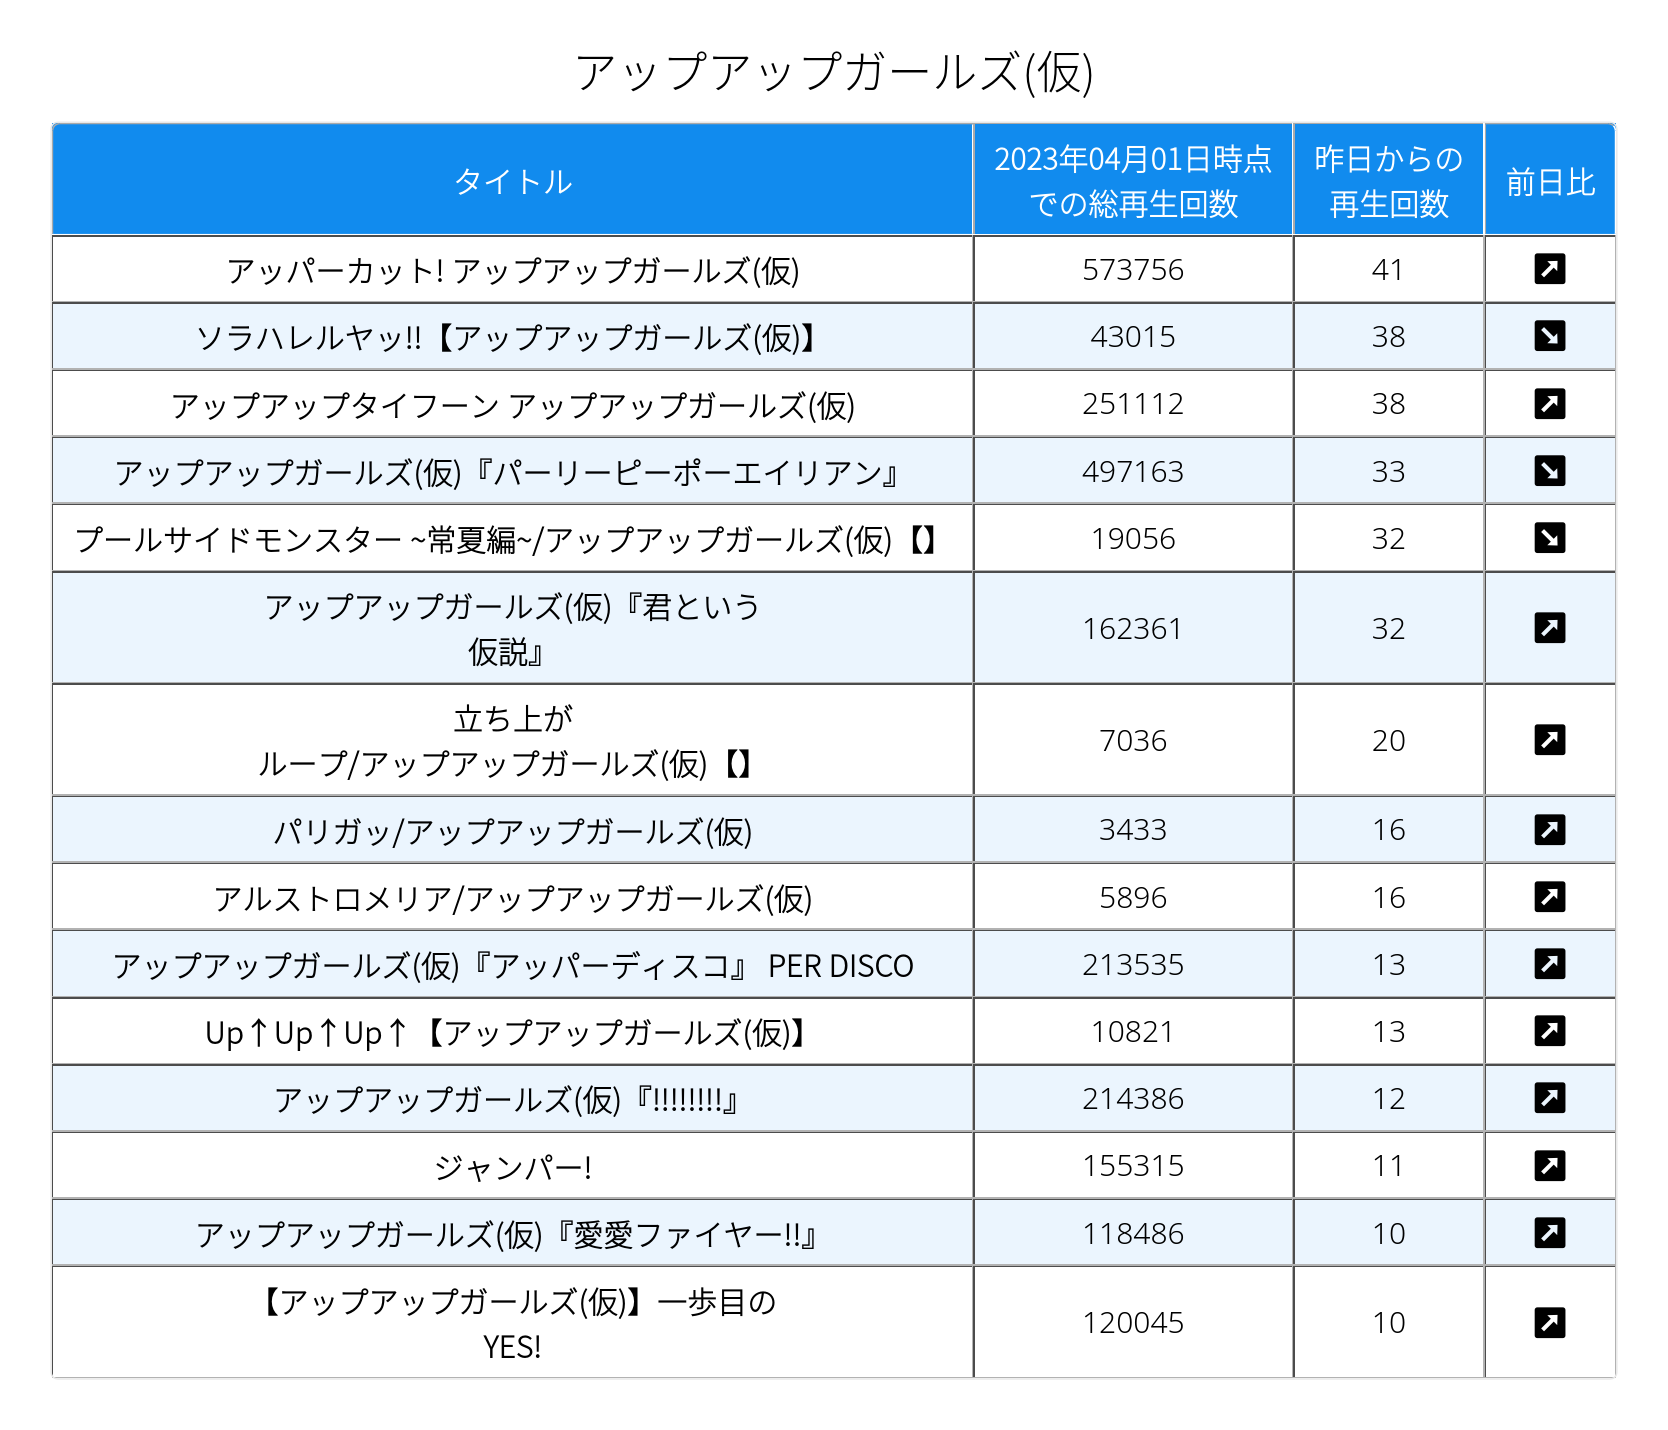 アップアップガールズ(仮)
タイトル
2023年04月01日時点
での総再生回数
昨日からの
再生回数
前日比
アッパーカット! アップアップガールズ(仮)
573756
41
ソラハレルヤッ!!【アップアップガールズ(仮)】
43015
38
アップアップタイフーン アップアップガールズ(仮)
251112
38
アップアップガールズ(仮)『パーリーピーポーエイリアン』
497163
33
プールサイドモンスター ~常夏編~/アップアップガールズ(仮)【】
19056
32
アップアップガールズ(仮)『君という
仮説』
162361
32
立ち上が
ループ/アップアップガールズ(仮)【】
7036
20
パリガッ/アップアップガールズ(仮)
3433
16
アルストロメリア/アップアップガールズ(仮)
5896
16
アップアップガールズ(仮)『アッパーディスコ』 PER DISCO
213535
13
Up↑Up↑Up↑【アップアップガールズ(仮)】
10821
13
アップアップガールズ(仮)『!!!!!!!!』
214386
12
ジャンパー!
155315
11
アップアップガールズ(仮)『愛愛ファイヤー!!』
118486
10
【アップアップガールズ(仮)】一歩目の
YES!
120045
10